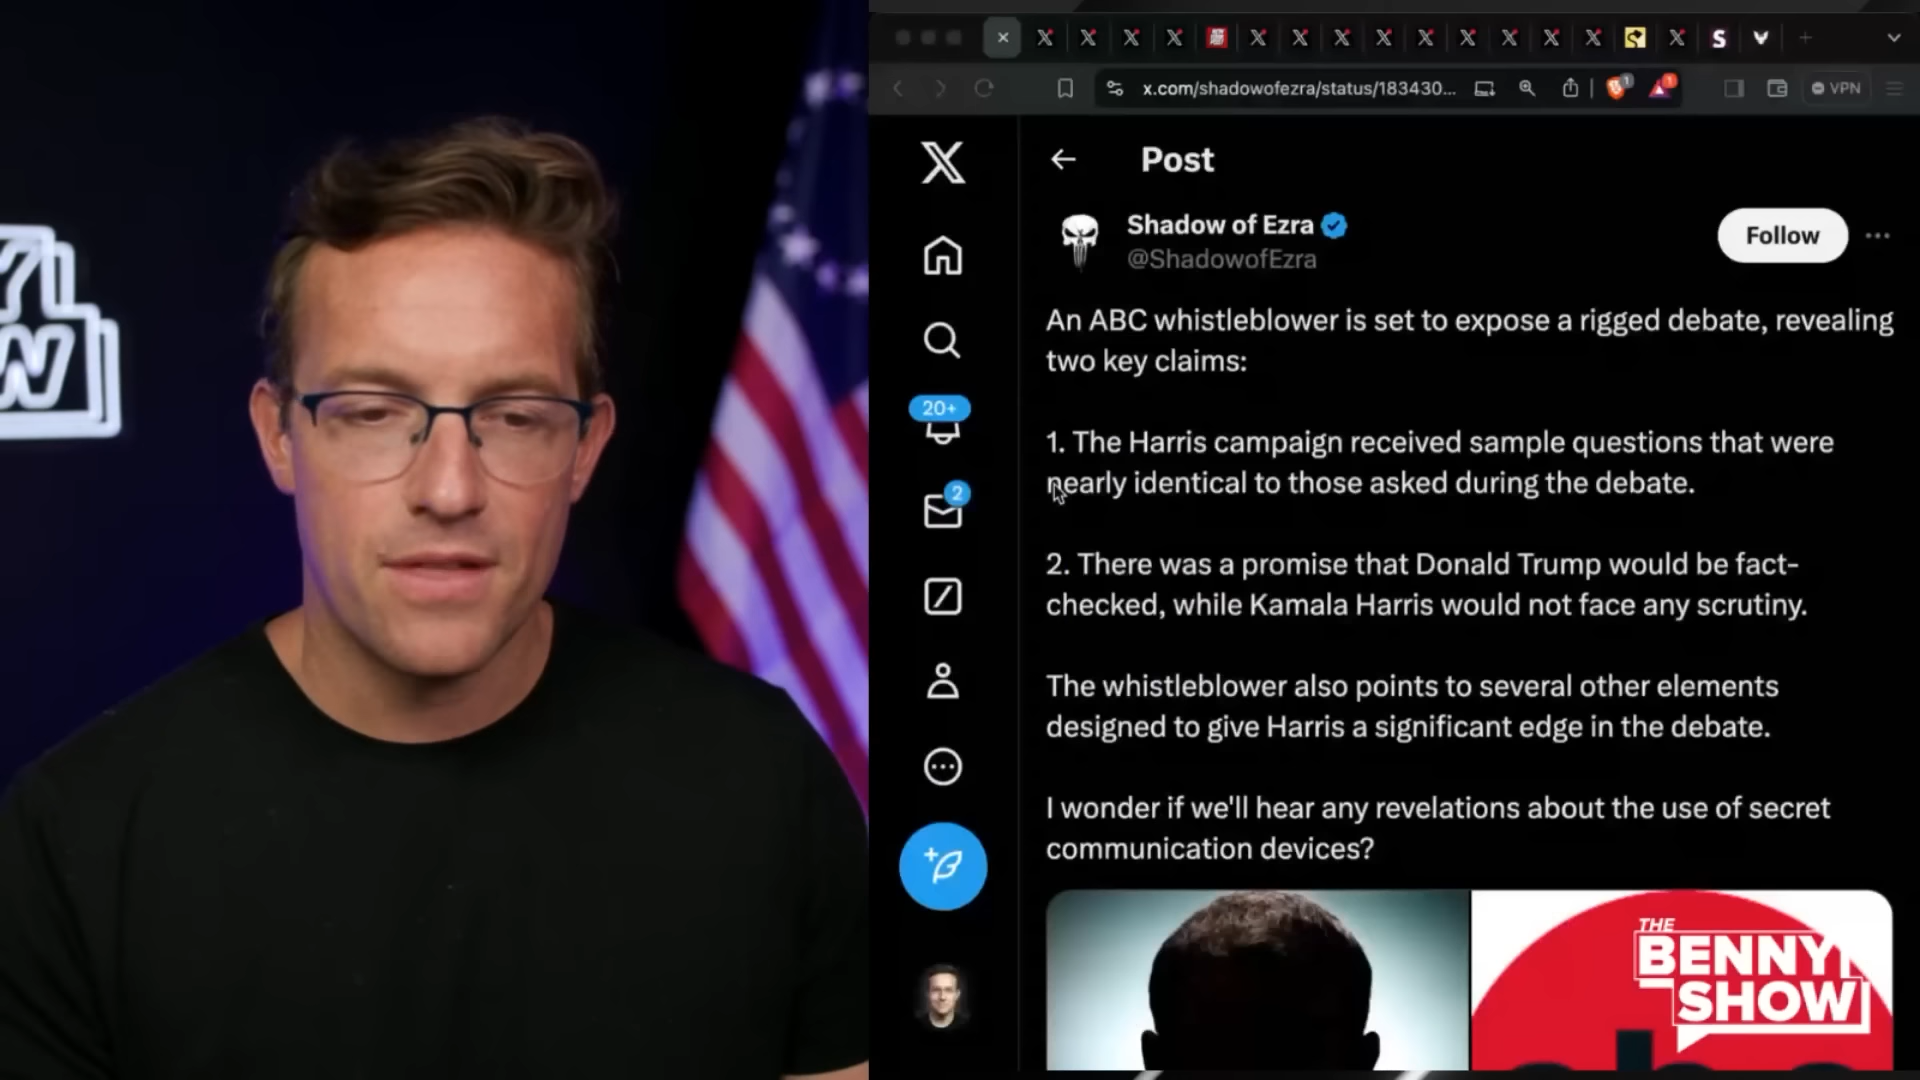 x.com/shadowofezra/status/183430...
VPN
Post
Shadow of Ezra
@ShadowofEzra
Follow
An ABC whistleblower is set to expose a rigged debate, revealing
two key claims:
20+
1. The Harris campaign received sample questions that were
nearly identical to those asked during the debate.
2
2. There was a promise that Donald Trump would be fact-
checked, while Kamala Harris would not face any scrutiny.
The whistleblower also points to several other elements
designed to give Harris a significant edge in the debate.
I wonder if we'll hear any revelations about the use of secret
communication devices?
THE
BENNY
SHOW